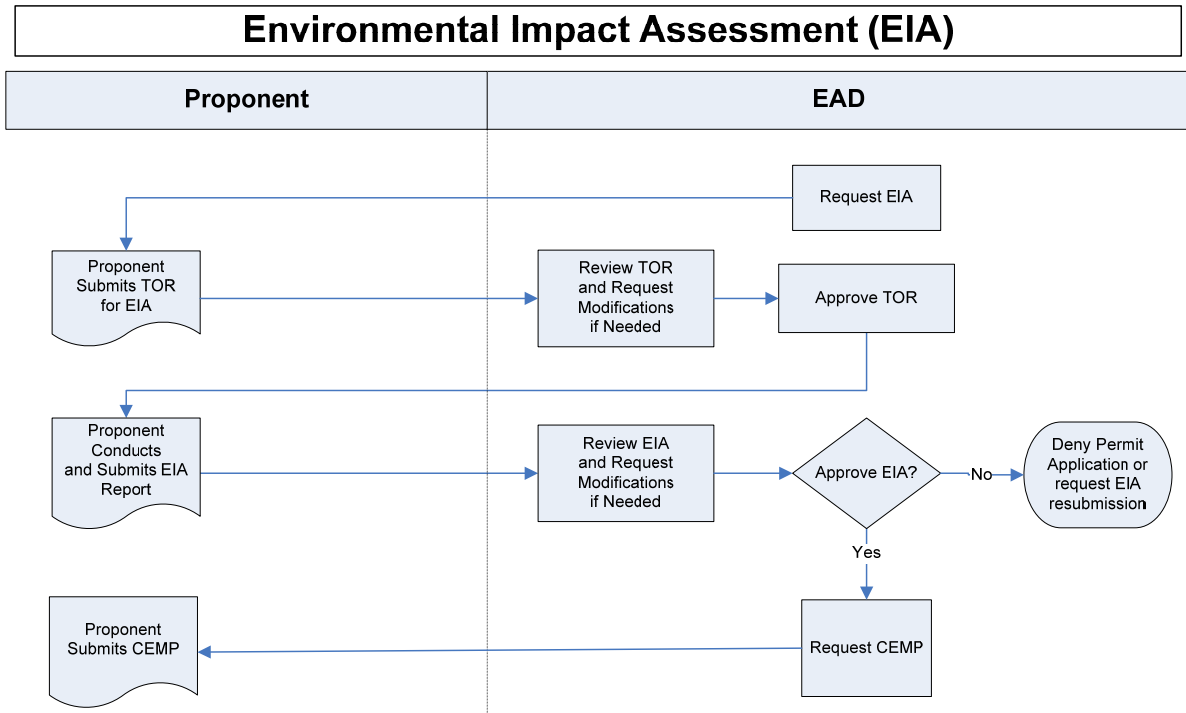 Environmental Impact Assessment (EIA)
Proponent
EAD
Request EIA
Proponent
Submits TOR
for EIA
Review TOR
and Request
Modifications
if Needed
Approve TOR
Proponent
Conducts
and Submits EIA
Report
Review EIA
and Request
Modifications
if Needed
Approve EIA?
No
Deny Permit
Application or
request EIA
resubmission
Yes
Proponent
Submits CEMP
Request CEMP